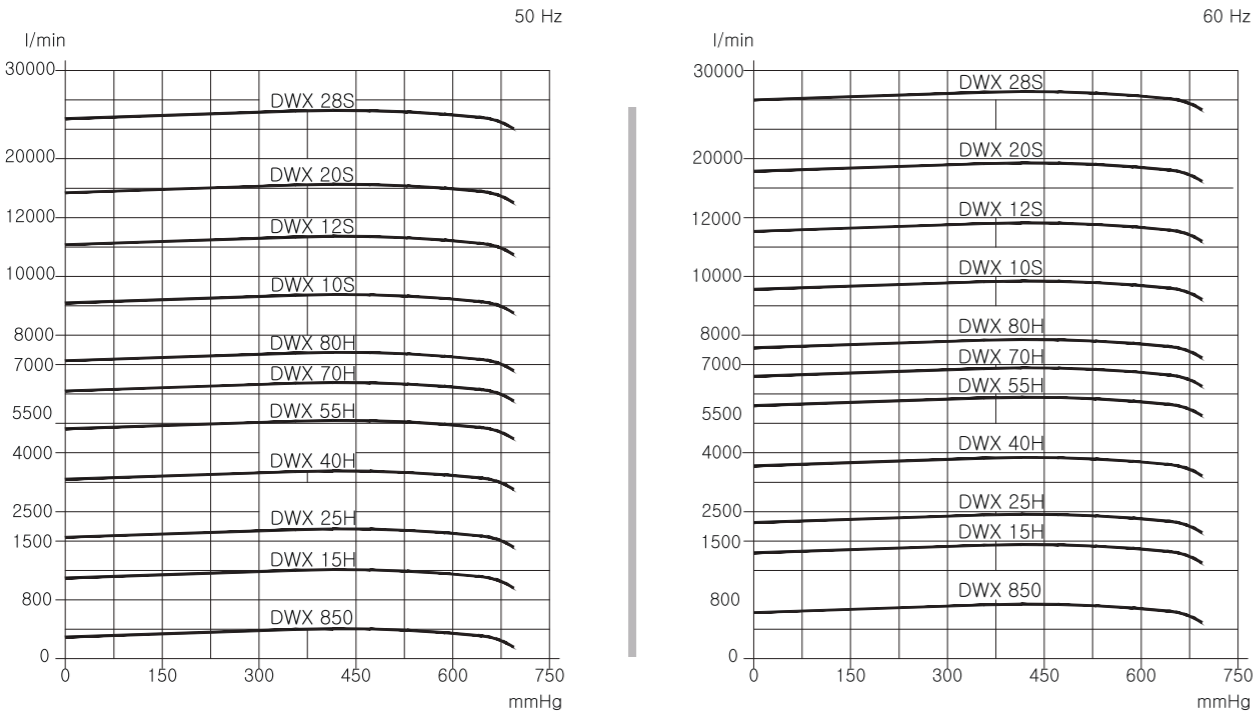 50 Hz
l/min
30000
DWX 28S
20000
DWX 20S
12000
DWX 12S
10000
DWX 10S
8000
DWX 80H
7000
DWX 70H
5500
DWX 55H
4000
DWX 40H
2500
DWX 25H
1500
DWX 15H
800
DWX 850
0
0 150 300 450 600 750
mmHg
60 Hz
l/min
30000
DWX 28S
20000
DWX 20S
12000
DWX 12S
10000
DWX 10S
8000
DWX 80H
7000
DWX 70H
DWX 55H
5500
4000
DWX 40H
2500
DWX 25H
1500
DWX 15H
800
DWX 850
0
0 150 300 450 600 750
mmHg